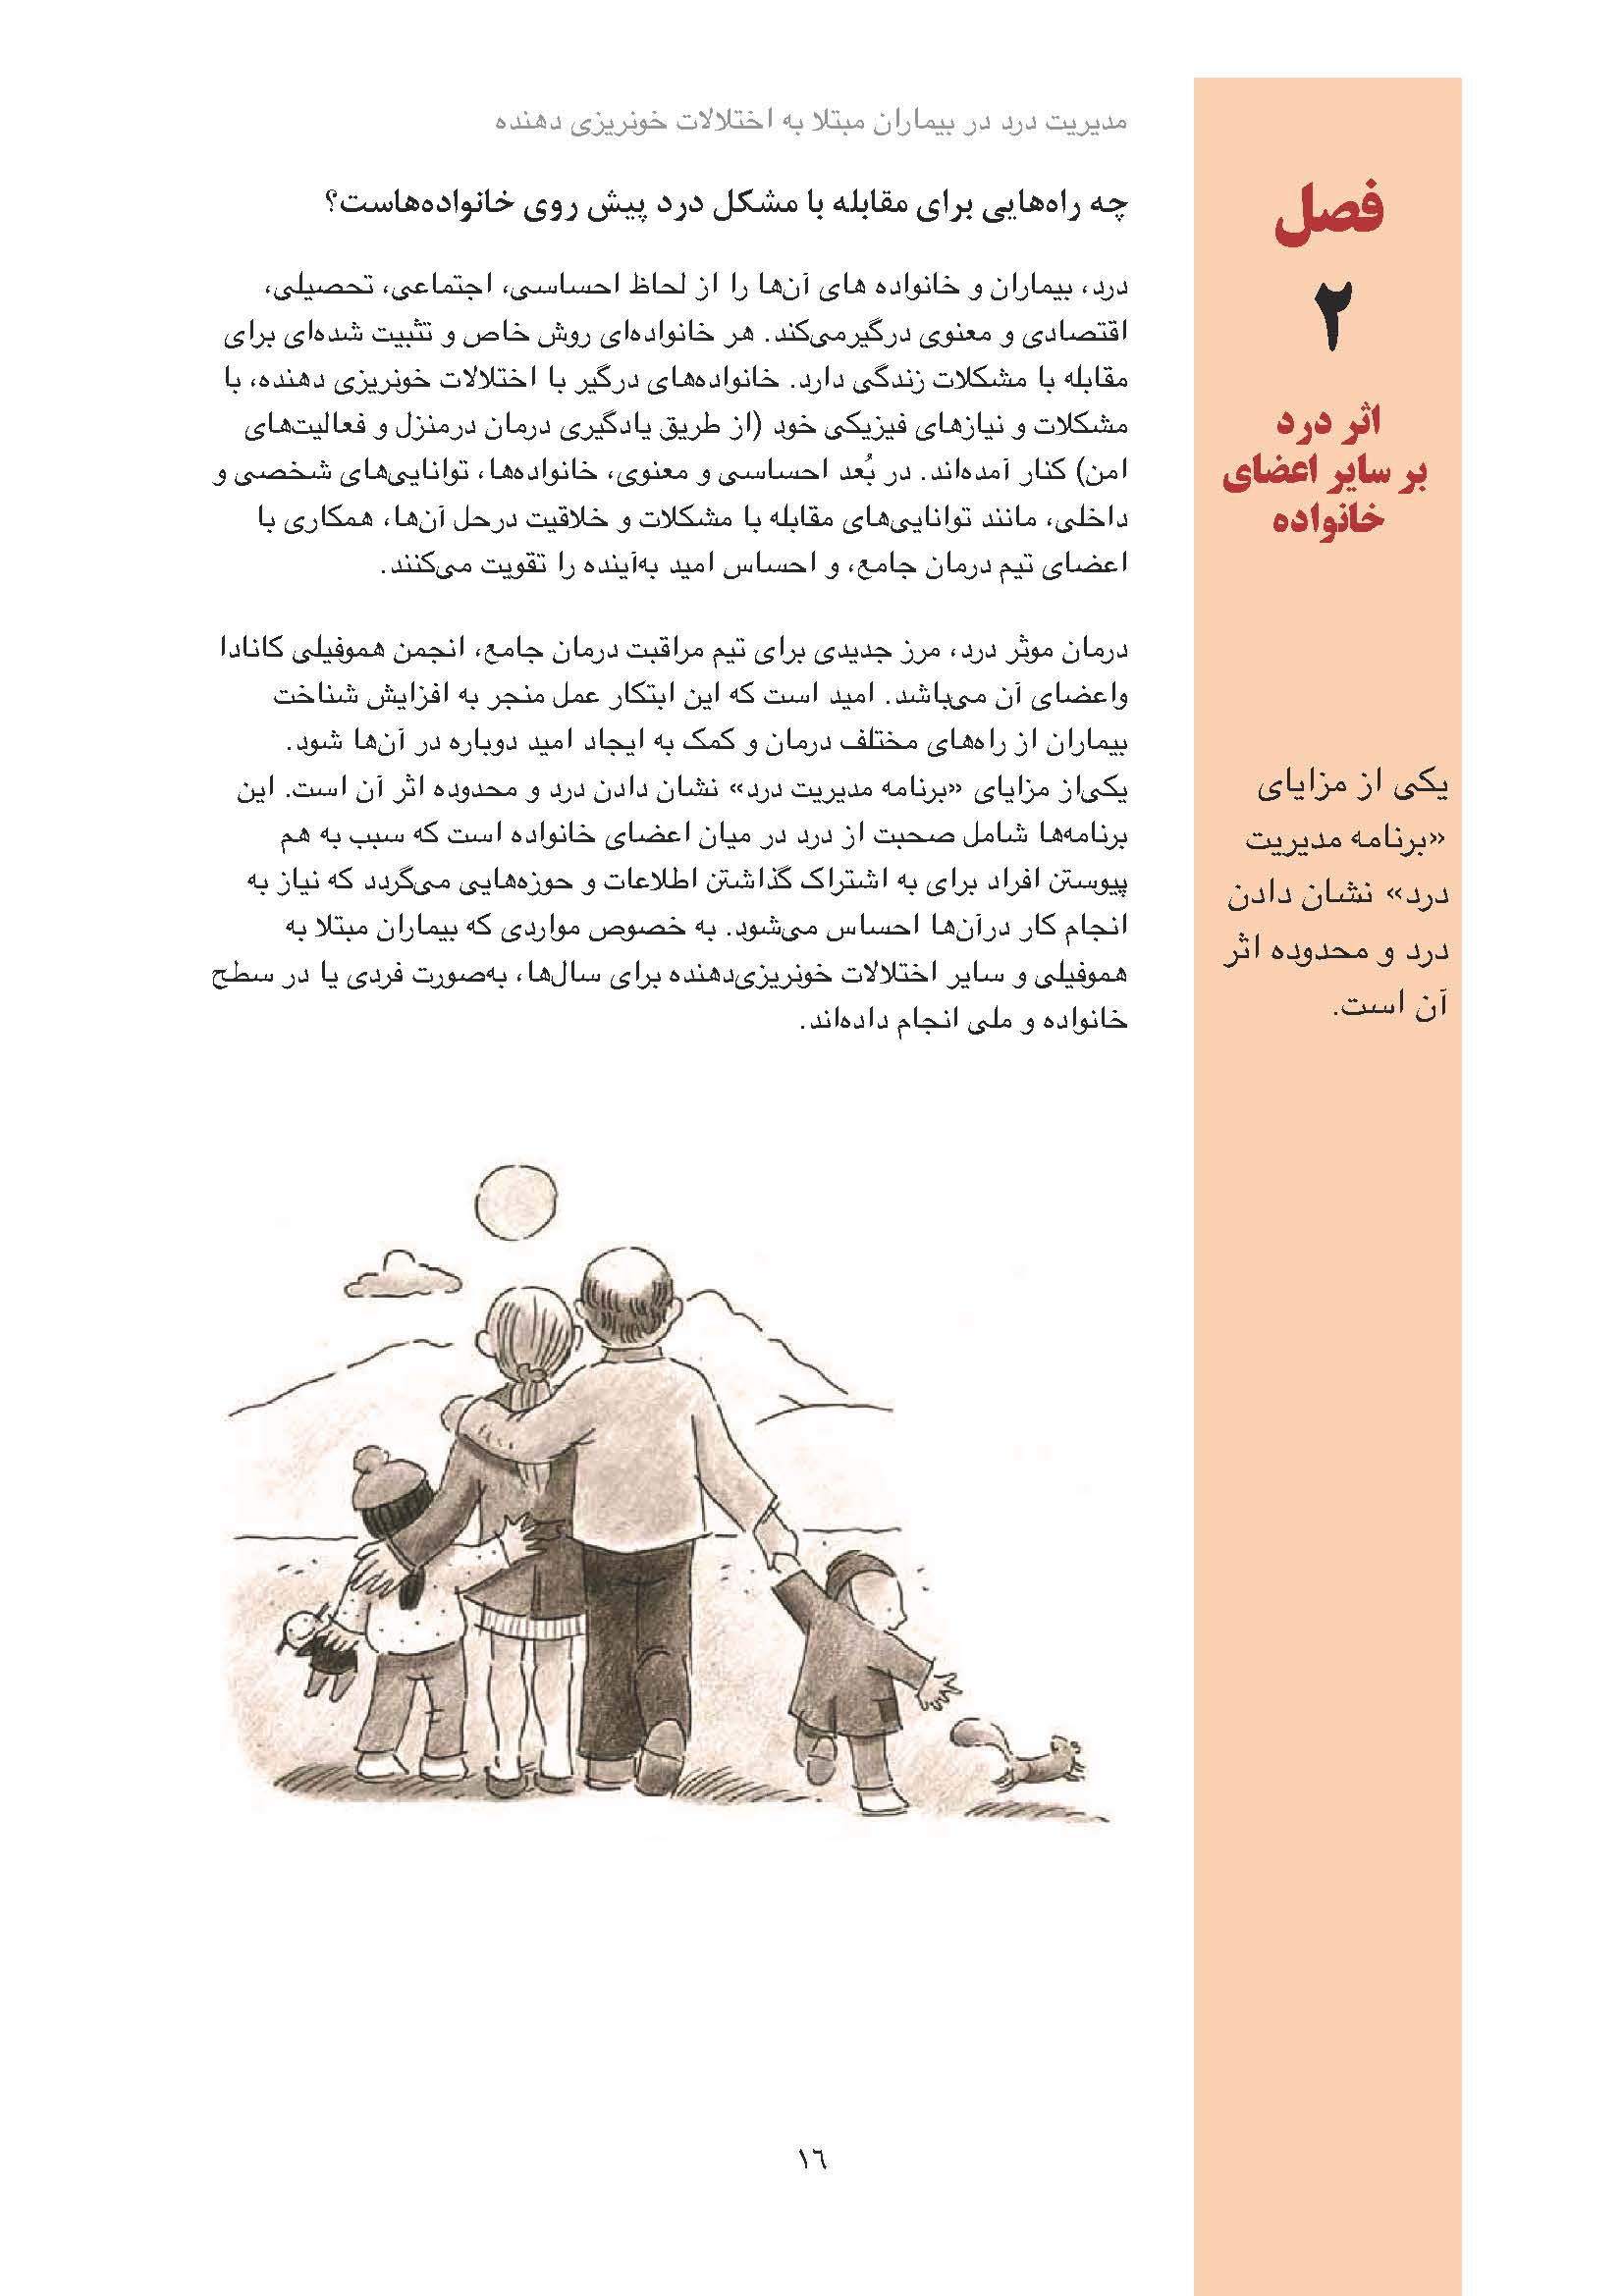 مدیریت درد در بیماران مبتلا به اختلالات خونریزی دهنده
فصل
۲
اثر درد
بر سایر اعضای
خانواده
یکی از مزایای
«برنامه مدیریت
درد» نشان دادن
درد و محدوده اثر
آن است.
چه راه‌هایی برای مقابله با مشکل درد پیش روی خانواده‌هاست؟
درد، بیماران و خانواده های آن‌ها را از لحاظ احساسی، اجتماعی، تحصیلی،
اقتصادی و معنوی درگیرمی‌کند. هر خانواده‌ای روش خاص و تثبیت شده‌ای برای
مقابله با مشکلات زندگی دارد. خانواده‌های درگیر با اختلالات خونریزی دهنده، با
مشکلات و نیازهای فیزیکی خود (از طریق یادگیری درمان درمنزل و فعالیت‌های
امن) کنار آمده‌اند. در بُعد احساسی و معنوی، خانواده‌ها، توانایی‌های شخصی و
داخلی، مانند توانایی‌های مقابله با مشکلات و خلاقیت درحل آن‌ها، همکاری با
اعضای تیم درمان جامع، و احساس امید به‌آینده را تقویت می‌کنند.
درمان موثر درد، مرز جدیدی برای تیم مراقبت درمان جامع، انجمن هموفیلی کانادا
واعضای آن می‌باشد. امید است که این ابتکار عمل منجر به افزایش شناخت
بیماران از راه‌های مختلف درمان و کمک به ایجاد امید دوباره در آن‌ها شود.
یکی‌از مزایای «برنامه مدیریت درد» نشان دادن درد و محدوده اثر آن است. این
برنامه‌ها شامل صحبت از درد در میان اعضای خانواده است که سبب به هم
پیوستن افراد برای به اشتراک گذاشتن اطلاعات و حوزه‌هایی می‌گردد که نیاز به
انجام کار درآن‌ها احساس می‌شود. به خصوص مواردی که بیماران مبتلا به
هموفیلی و سایر اختلالات خونریزی‌دهنده برای سال‌ها، به‌صورت فردی یا در سطح
خانواده و ملی انجام داده‌اند.
١٦